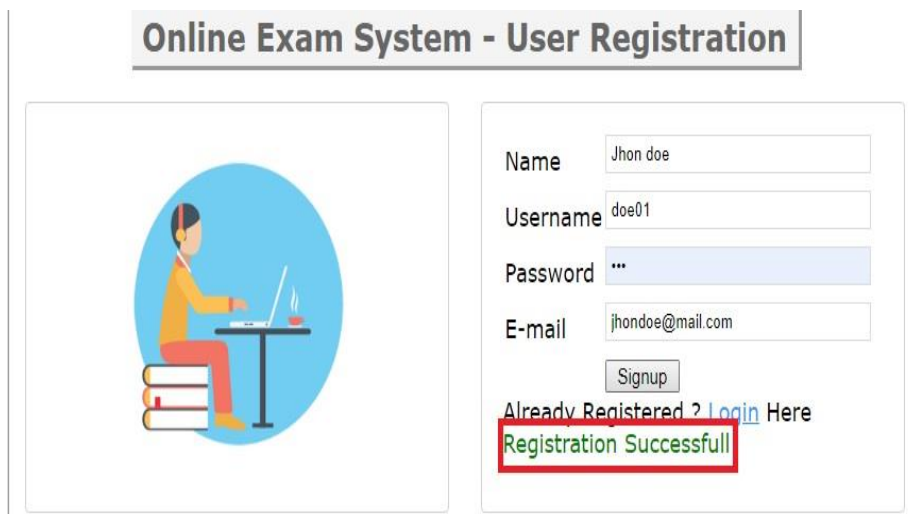 Online Exam System - User Registration
Name Jhon doe
Username doe01
Password •••
E-mail jhondoe@mail.com
Signup
Already Registered ? Login Here
Registration Successfull